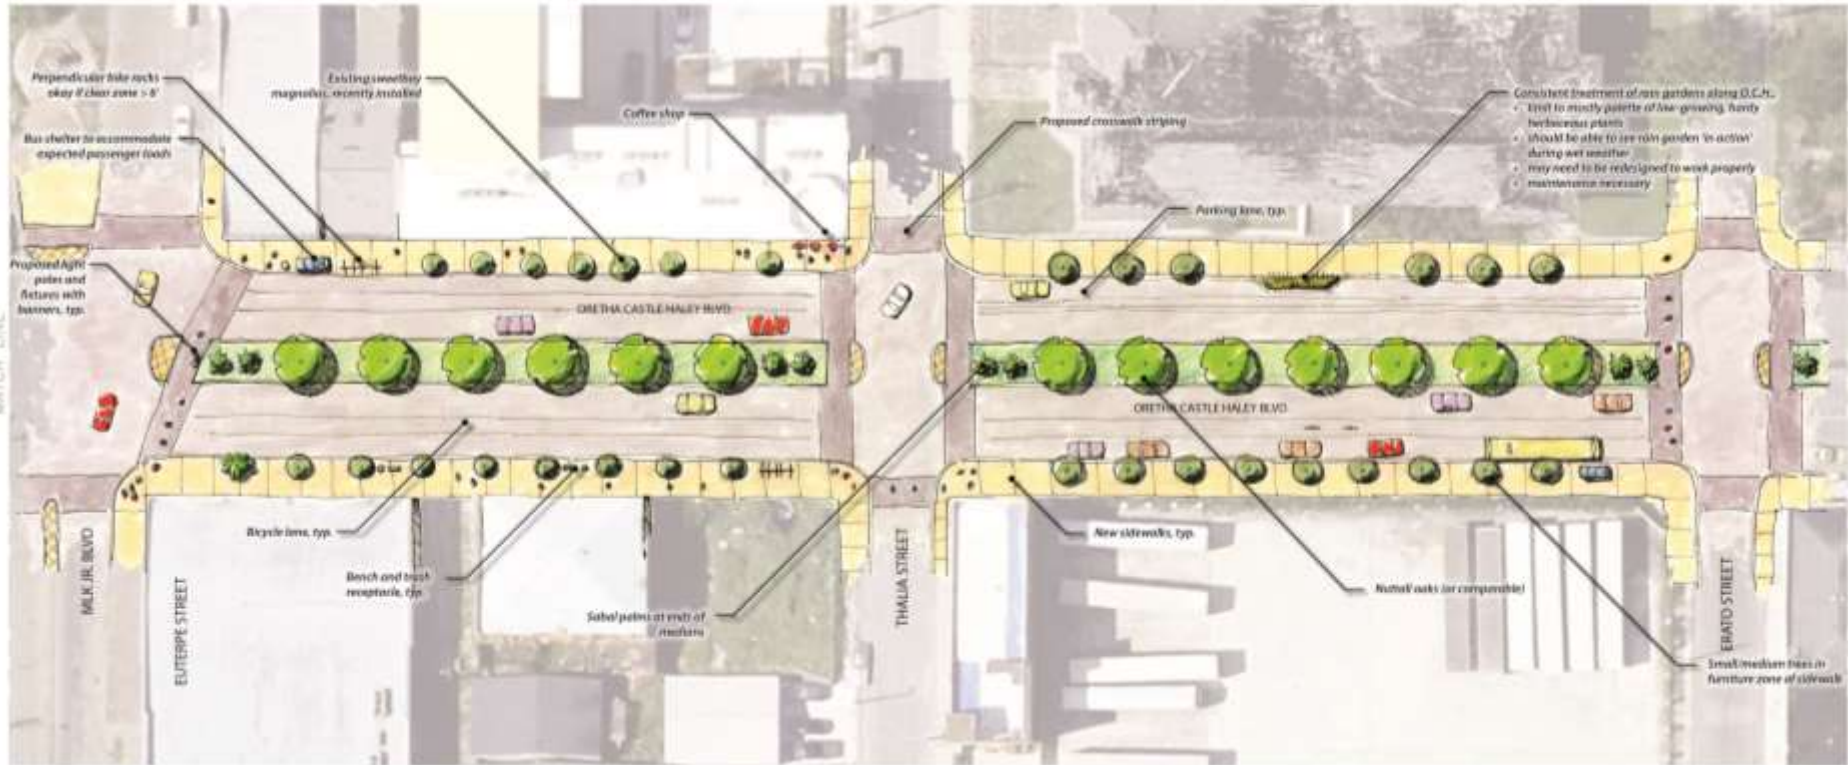 Perpendicular bike racks
okay if clear zone > 6'
Existing sweetbay
magnolias, recently installed
Coffee shop
Proposed crosswalk striping
Consistent treatment of rain gardens along O.C.H.
limit to mostly palette of low-growing, hardy
herbaceous plants
should be able to see rain garden 'in action'
during wet weather
may need to be redesigned to work properly
maintenance necessary
Bus shelter to accommodate
expected passenger loads
Parking lane, typ.
Proposed light
poles and
fixtures with
banners, typ.
ORETHA CASTLE HALEY BLVD
ORETHA CASTLE HALEY BLVD
Bicycle lane, typ.
New sidewalks, typ.
Bench and trash
receptacle, typ.
Sabal palms at ends of
medians
Nuttall oaks (or comparable)
Small/medium trees in
furniture zone of sidewalk
MLK JR. BLVD
EUTERPE STREET
THALIA STREET
ERATO STREET